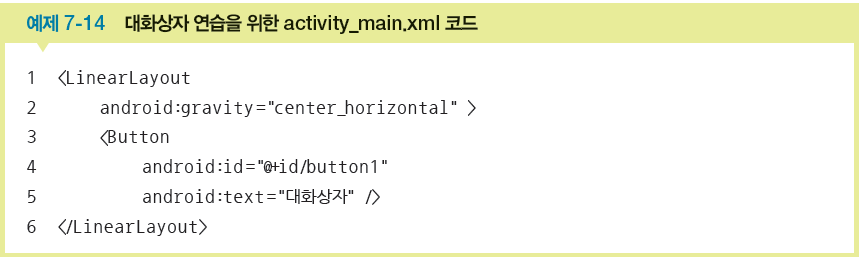 예제 7-14 대화상자 연습을 위한 activity_main.xml 코드
1 <LinearLayout
2 android:gravity="center_horizontal" >
3 <Button
4 android:id="@+id/button1"
5 android:text="대화상자" />
6 </LinearLayout>